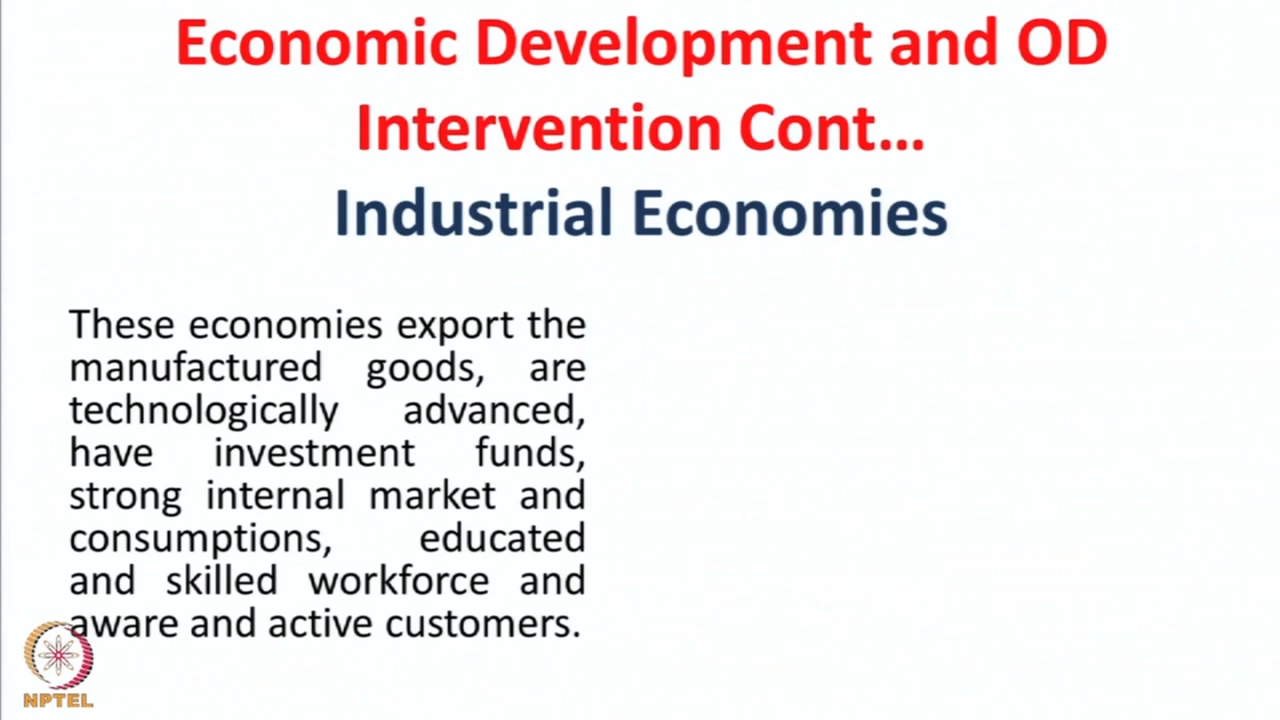 Economic Development and OD
Intervention Cont...
Industrial Economies
These economies export the
manufactured goods, are
technologically advanced,
have investment funds,
strong internal market and
consumptions, educated
and skilled workforce and
aware and active customers.
NPTEL